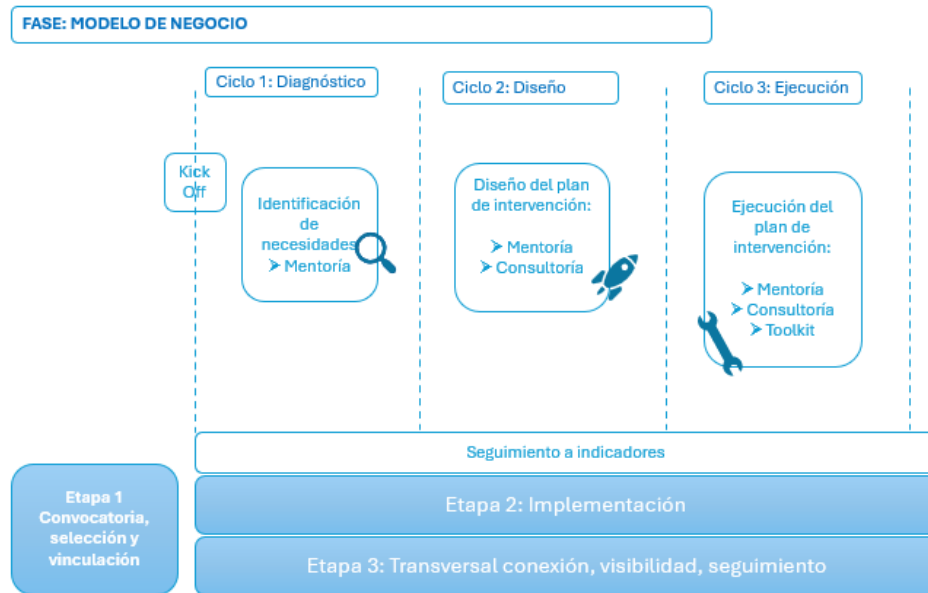 FASE: MODELO DE NEGOCIO
Ciclo 1: Diagnóstico
Ciclo 2: Diseño
Ciclo 3: Ejecución
Kick
Off
Identificación
de
necesidades
➤ Mentoría
Diseño del plan
de intervención:
➤ Mentoría
➤ Consultoría
Ejecución del
plan de
intervención:
➤ Mentoría
➤ Consultoría
➤ Toolkit
Seguimiento a indicadores
Etapa 1
Convocatoria,
selección y
vinculación
Etapa 2: Implementación
Etapa 3: Transversal conexión, visibilidad, seguimiento